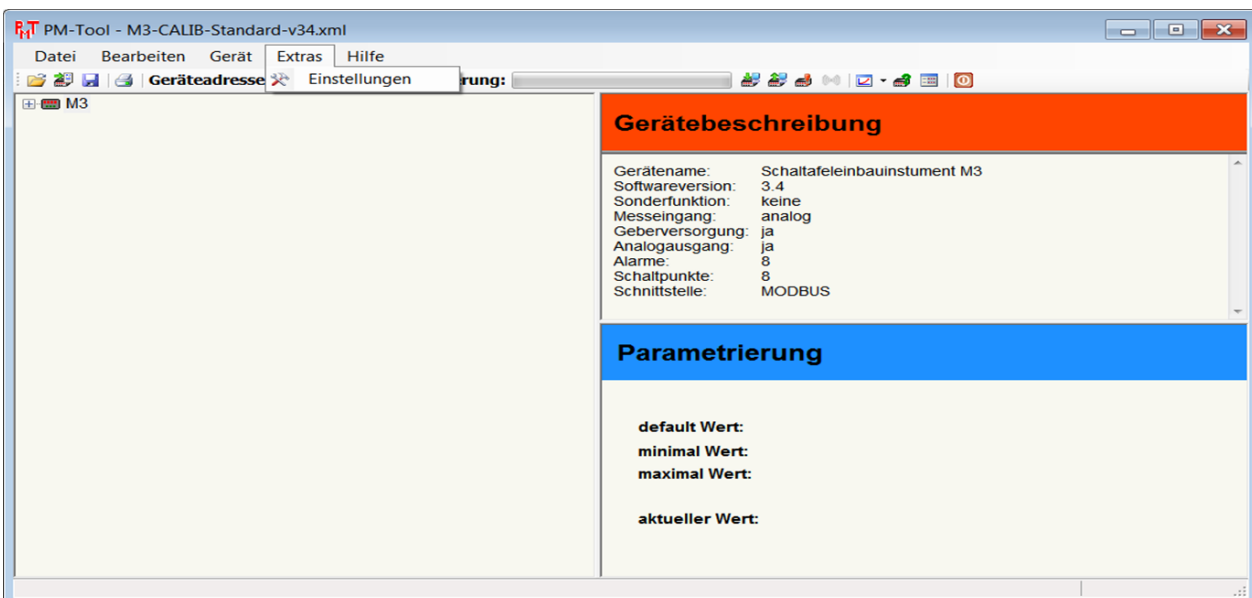 PMT PM-Tool - M3-CALIB-Standard-v34.xml
Datei Bearbeiten Gerät Extras Hilfe
Geräteadresse Einstellungen rung:
M3
Gerätebeschreibung
Gerätename: Schaltafeleinbauinstument M3
Softwareversion: 3.4
Sonderfunktion: keine
Messeingang: analog
Geberversorgung: ja
Analogausgang: ja
Alarme: 8
Schaltpunkte: 8
Schnittstelle: MODBUS
Parametrierung
default Wert:
minimal Wert:
maximal Wert:
aktueller Wert: